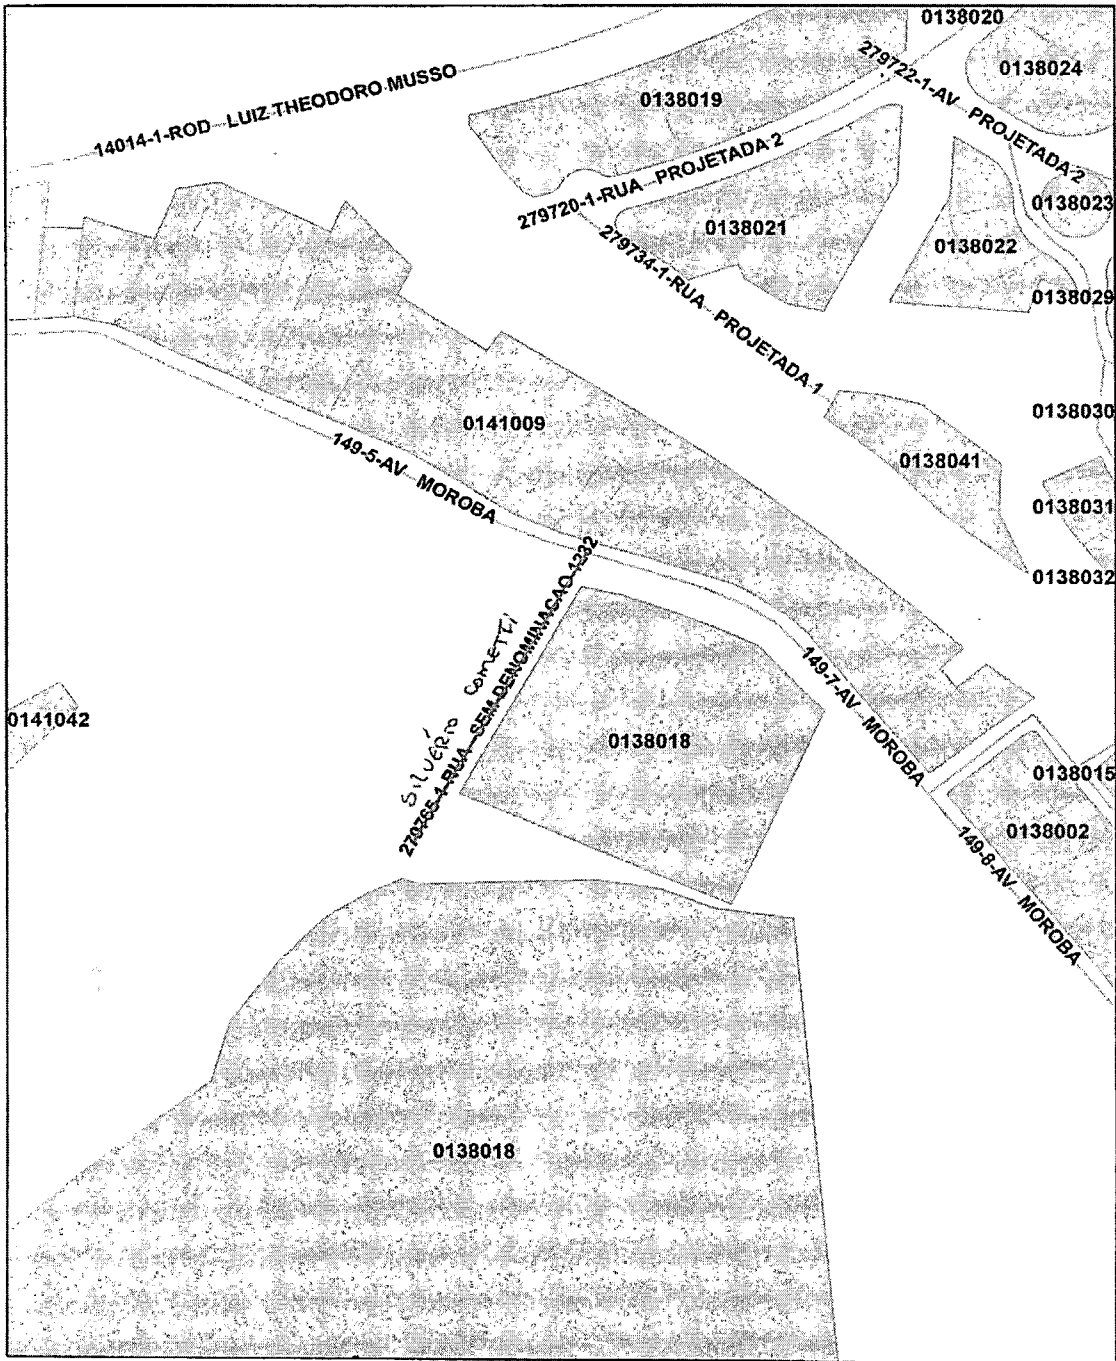 0138020
279722-1-AV PROJETADA 2
0138024
14014-1-ROD LUIZ THEODORO MUSSO
0138019
279720-1-RUA PROJETADA 2
0138023
0138021
0138022
279734-1-RUA PROJETADA 1
0138029
0138030
0141009
149-5-AV MOROBA
0138041
0138031
0138032
279765-1-RUA SEM DENOMINACAO 1232
SILVÉRIO COMETTI
0141042
0138018
149-7-AV MOROBA
0138015
0138002
149-8-AV MOROBA
0138018